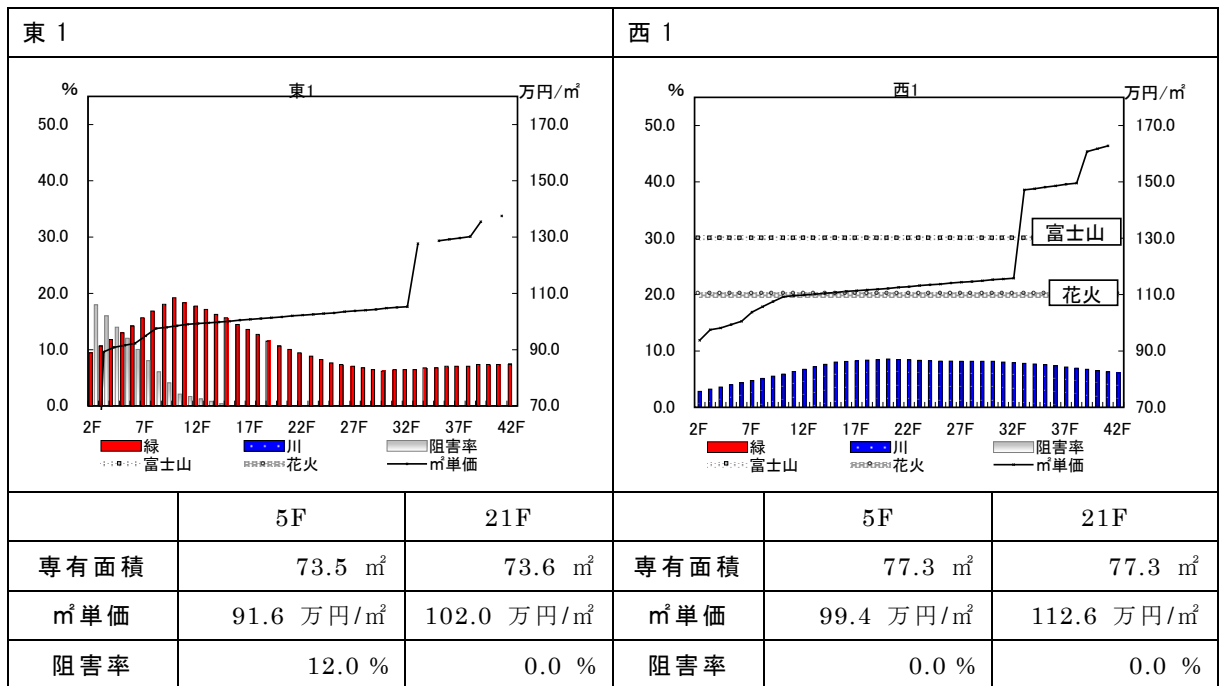 東 1
西 1
% 東1 万円/㎡
50.0 170.0
40.0 150.0
30.0 130.0
20.0 110.0
10.0 90.0
0.0 70.0
2F 7F 12F 17F 22F 27F 32F 37F 42F
緑 川 阻害率
富士山 花火 ㎡単価
% 西1 万円/㎡
50.0 170.0
40.0 150.0
30.0 富士山 130.0
20.0 花火 110.0
10.0 90.0
0.0 70.0
2F 7F 12F 17F 22F 27F 32F 37F 42F
緑 川 阻害率
富士山 花火 ㎡単価
5F 21F 5F 21F
専有面積 73.5 ㎡ 73.6 ㎡ 専有面積 77.3 ㎡ 77.3 ㎡
㎡単価 91.6 万円/㎡ 102.0 万円/㎡ ㎡単価 99.4 万円/㎡ 112.6 万円/㎡
阻害率 12.0 % 0.0 % 阻害率 0.0 % 0.0 %